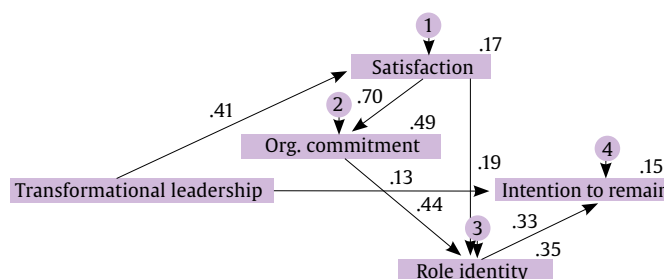 1
.17
Satisfaction
.41
.70
2
.49
Org. commitment
.13
.19
4
.15
Transformational leadership
Intention to remain
.44
3
.33
.35
Role identity